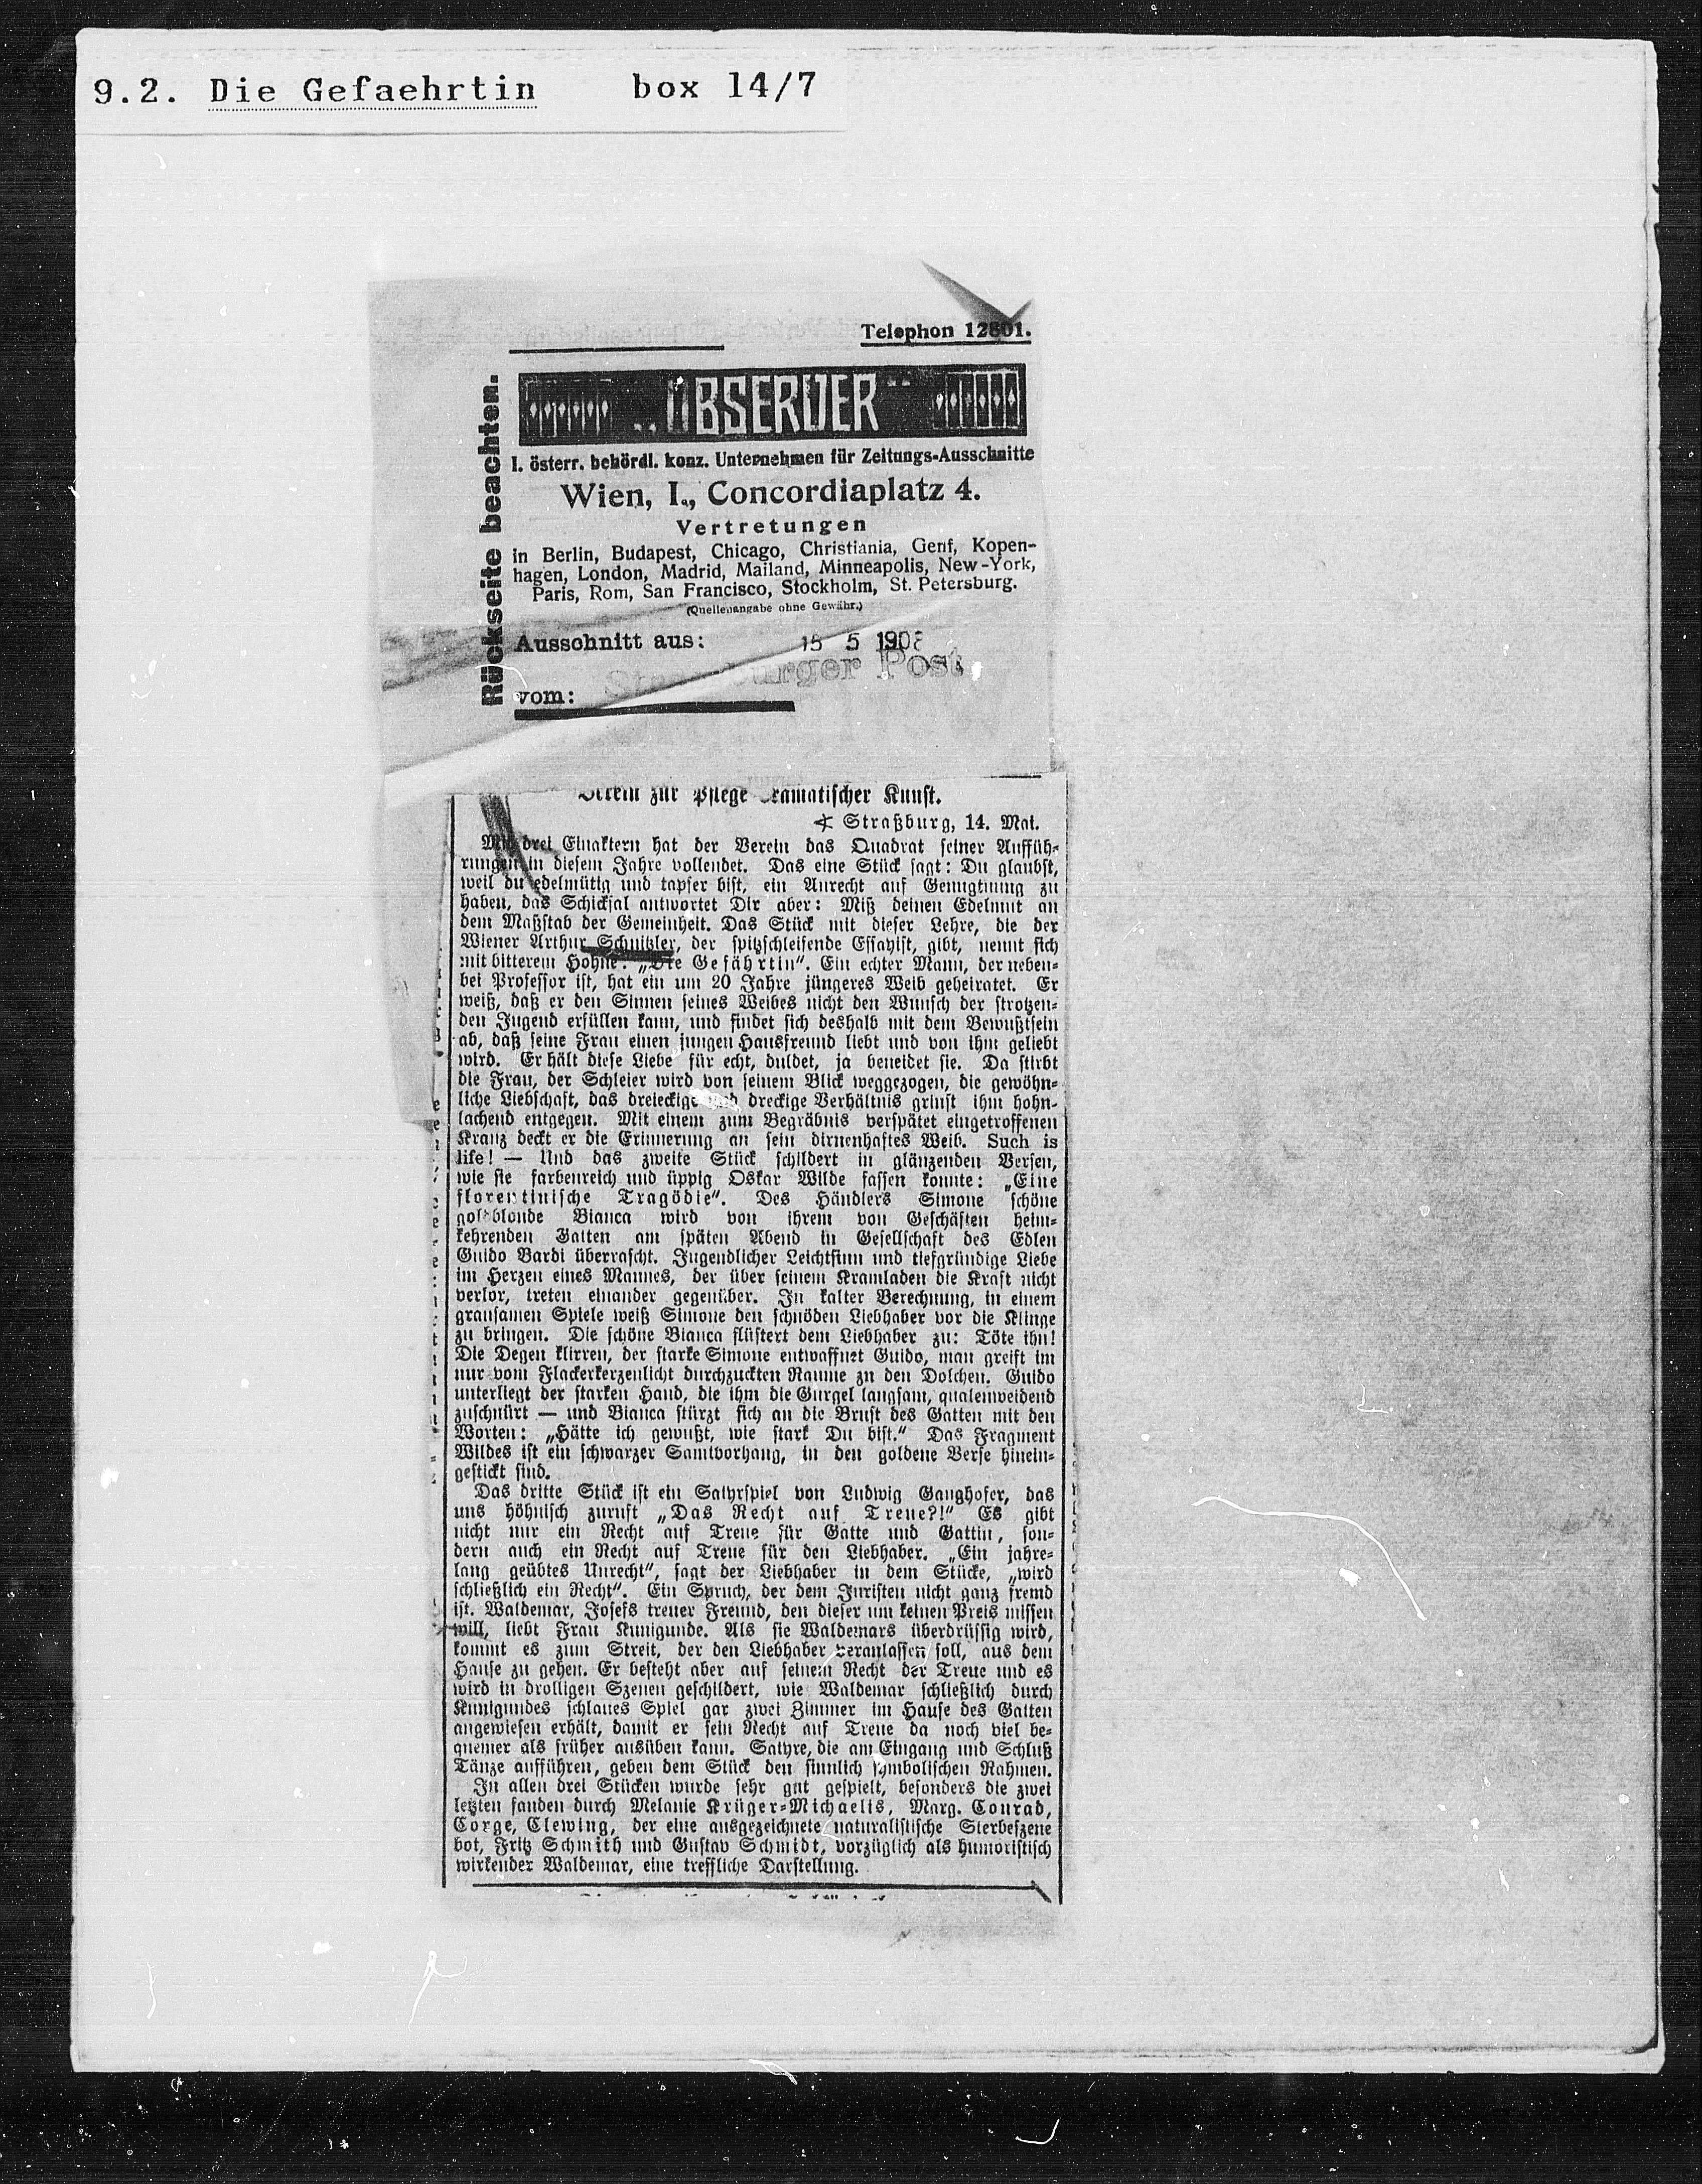 9.2. Die Gefaehrtin box 14/7
Telephon 12801.
„OBSERVER“
I. österr. behördl. konz. Unternehmen für Zeitungs-Ausschnitte
Wien, I., Concordiaplatz 4.
Vertretungen
in Berlin, Budapest, Chicago, Christiania, Genf, Kopen-
hagen, London, Madrid, Mailand, Minneapolis, New-York,
Paris, Rom, San Francisco, Stockholm, St. Petersburg.
(Quellenangabe ohne Gewähr.)
Rückseite beachten.
Ausschnitt aus: 15 5 1908
Straßburger Post
vom:
Verein zur Pflege dramatischer Kunst.
Straßburg, 14. Mai.
Mit drei Einaktern hat der Verein das Quadrat seiner Auffüh-
rungen in diesem Jahre vollendet. Das eine Stück sagt: Du glaubst,
weil du edelmütig und tapfer bist, ein Anrecht auf Genugtuung zu
haben, das Schicksal antwortet Dir aber: Miß deinen Edelmut an
dem Maßstab der Gemeinheit. Das Stück mit dieser Lehre, die der
Wiener Arthur Schnitzler, der spitzschleifende Essayist, gibt, nennt sich
mit bitterem Hohne: „Die Gefährtin“. Ein echter Mann, der neben-
bei Professor ist, hat ein um 20 Jahre jüngeres Weib geheiratet. Er
weiß, daß er den Sinnen seines Weibes nicht den Wunsch der strotzen-
den Jugend erfüllen kann, und findet sich deshalb mit dem Bewußtsein
ab, daß seine Frau einen jungen Hausfreund liebt und von ihm geliebt
wird. Er hält diese Liebe für echt, duldet, ja beneidet sie. Da stirbt
die Frau, der Schleier wird von seinem Blick weggezogen, die gewöhn-
liche Liebschaft, das dreieckige und dreckige Verhältnis grinst ihm hohn-
lachend entgegen. Mit einem zum Begräbnis verspätet eingetroffenen
Kranz deckt er die Erinnerung an sein dirnenhaftes Weib. Such is
life! — Und das zweite Stück schildert in glänzenden Versen,
wie sie farbenreich und üppig Oskar Wilde fassen konnte: „Eine
florentinische Tragödie“. Des Händlers Simone schöne
goldblonde Bianca wird von ihrem von Geschäften heim-
kehrenden Gatten am späten Abend in Gesellschaft des Edlen
Guido Bardi überrascht. Jugendlicher Leichtsinn und tiefgründige Liebe
im Herzen eines Mannes, der über seinem Kramladen die Kraft nicht
verlor, treten einander gegenüber. In kalter Berechnung, in einem
grausamen Spiele weiß Simone den schnöden Liebhaber vor die Klinge
zu bringen. Die schöne Bianca flüstert dem Liebhaber zu: Töte ihn!
Die Degen klirren, der starke Simone entwaffnet Guido, man greift im
nur vom Flackerkerzenlicht durchzuckten Raume zu den Dolchen. Guido
unterliegt der starken Hand, die ihm die Gurgel langsam, qualenweidend
zuschnürt — und Bianca stürzt sich an die Brust des Gatten mit den
Worten: „Hätte ich gewußt, wie stark Du bist.“ Das Fragment
Wildes ist ein schwarzer Samtvorhang, in den goldene Verse hinein-
gestickt sind.
Das dritte Stück ist ein Satyrspiel von Ludwig Ganghofer, das
uns höhnisch zuruft „Das Recht auf Treue?!“ Es gibt
nicht nur ein Recht auf Treue für Gatte und Gattin, son-
dern auch ein Recht auf Treue für den Liebhaber. „Ein jahre-
lang geübtes Unrecht“, sagt der Liebhaber in dem Stücke, „wird
schließlich ein Recht“. Ein Spruch, der dem Juristen nicht ganz fremd
ist. Waldemar, Josefs treuer Freund, den dieser um keinen Preis missen
will, liebt Frau Kunigunde. Als sie Waldemars überdrüssig wird,
kommt es zum Streit, der den Liebhaber veranlassen soll, aus dem
Hause zu gehen. Er besteht aber auf seinem Recht der Treue und es
wird in drolligen Szenen geschildert, wie Waldemar schließlich durch
Kunigundes schlaues Spiel gar zwei Zimmer im Hause des Gatten
angewiesen erhält, damit er sein Recht auf Treue da noch viel be-
quemer als früher ausüben kann. Satyre, die am Eingang und Schluß
Tänze aufführen, geben dem Stück den sinnlich symbolischen Rahmen.
In allen drei Stücken wurde sehr gut gespielt, besonders die zwei
letzten fanden durch Melanie Krüger-Michaelis, Marg. Conrad,
Corge, Clewing, der eine ausgezeichnete naturalistische Sterbeszene
bot, Fritz Schmith und Gustav Schmidt, vorzüglich als humoristisch
wirkender Waldemar, eine treffliche Darstellung.